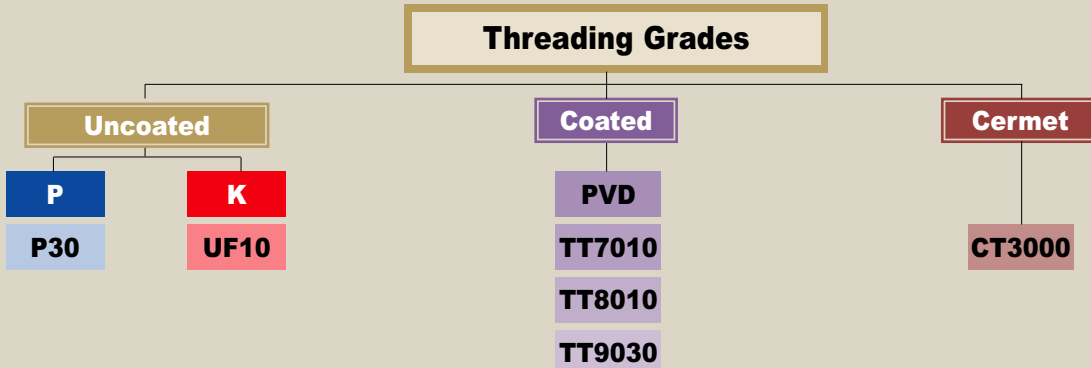 Threading Grades
Uncoated
Coated
Cermet
P
K
PVD
P30
UF10
TT7010
CT3000
TT8010
TT9030